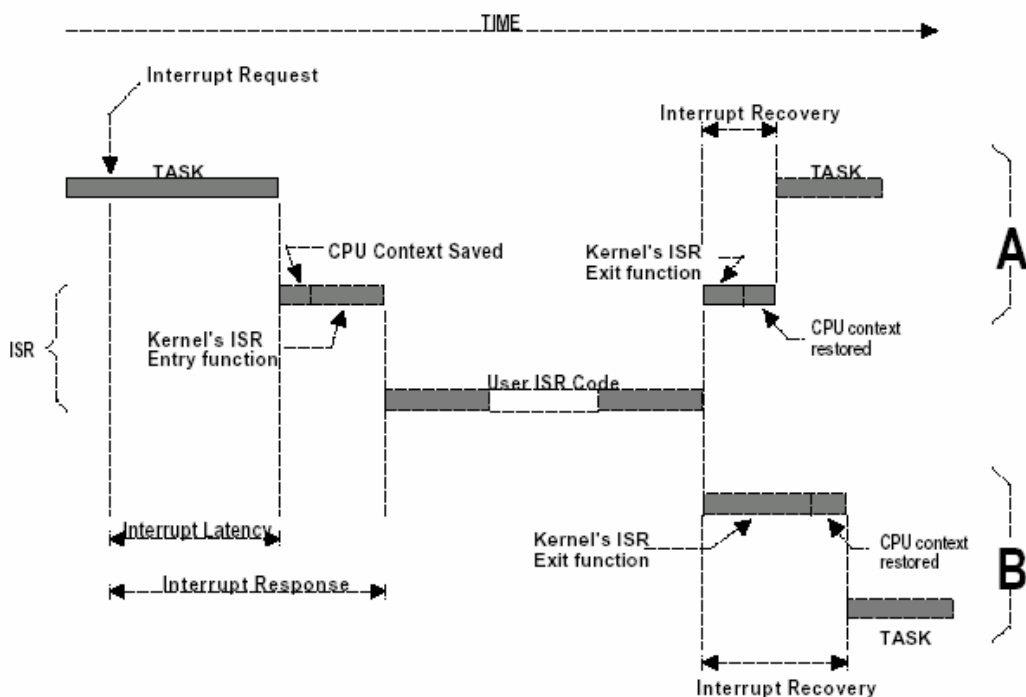 TIME
Interrupt Request
Interrupt Recovery
TASK
TASK
A
CPU Context Saved
Kernel's ISR
Exit function
ISR
Kernel's ISR
Entry function
CPU context
restored
User ISR Code
Interrupt Latency
Kernel's ISR
Exit function
CPU context
restored
B
Interrupt Response
TASK
Interrupt Recovery